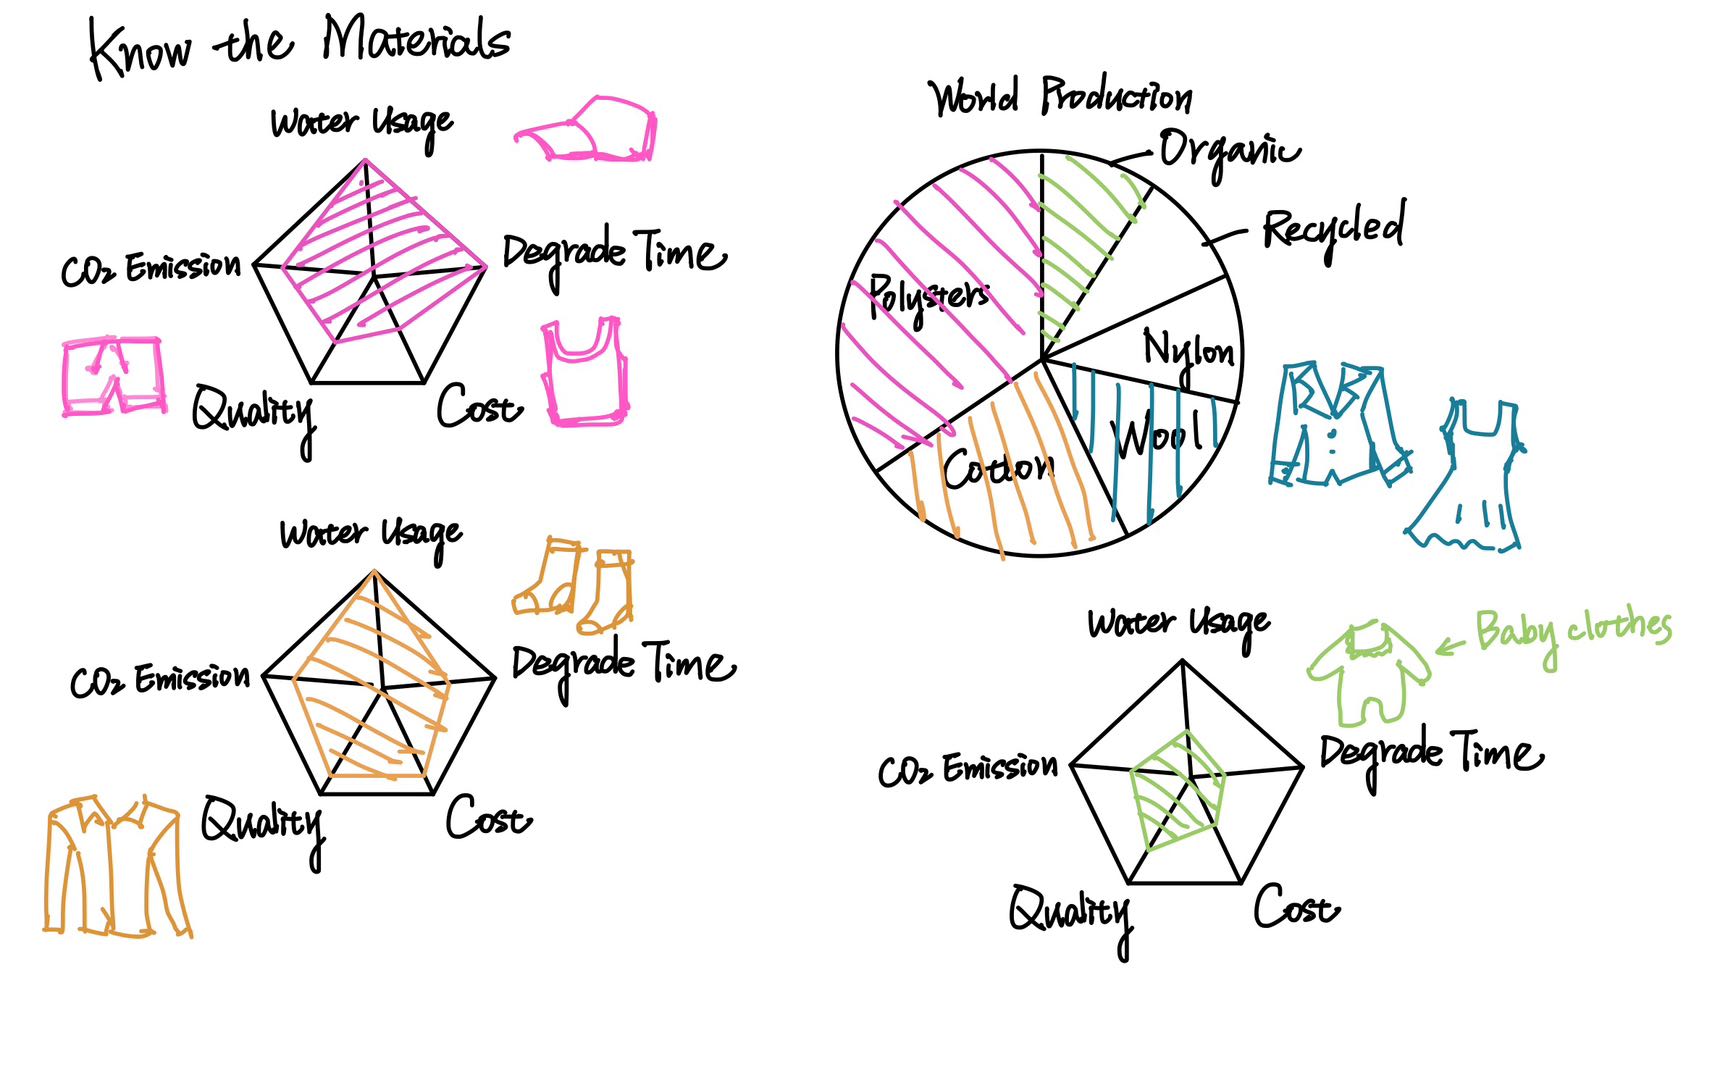 Know the Materials
Water Usage
Degrade Time
CO2 Emission
Quality
Cost
World Production
Organic
Recycled
Polysters
Nylon
Wool
Cotton
Water Usage
Degrade Time
CO2 Emission
Quality
Cost
Water Usage
Baby clothes
Degrade Time
CO2 Emission
Quality
Cost